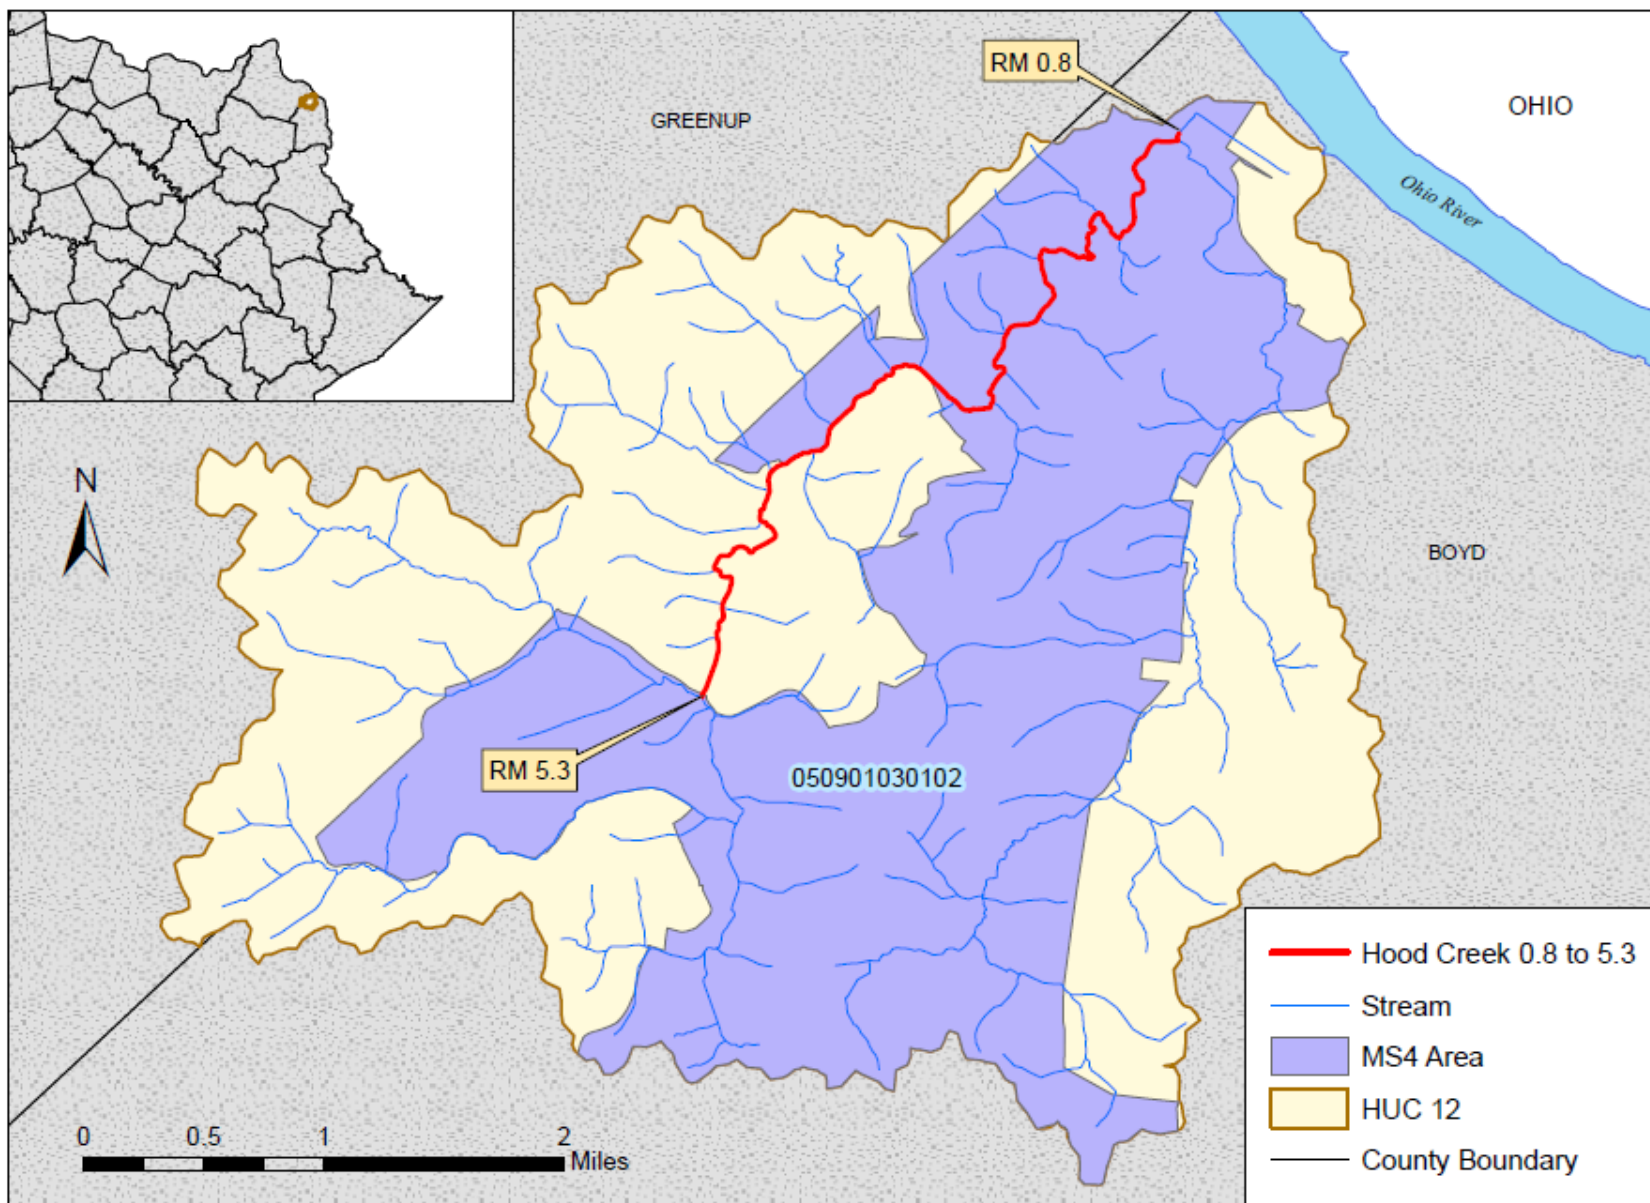 RM 0.8
OHIO
GREENUP
Ohio River
N
BOYD
RM 5.3
050901030102
Hood Creek 0.8 to 5.3
Stream
MS4 Area
HUC 12
County Boundary
0 0.5 1 2
Miles